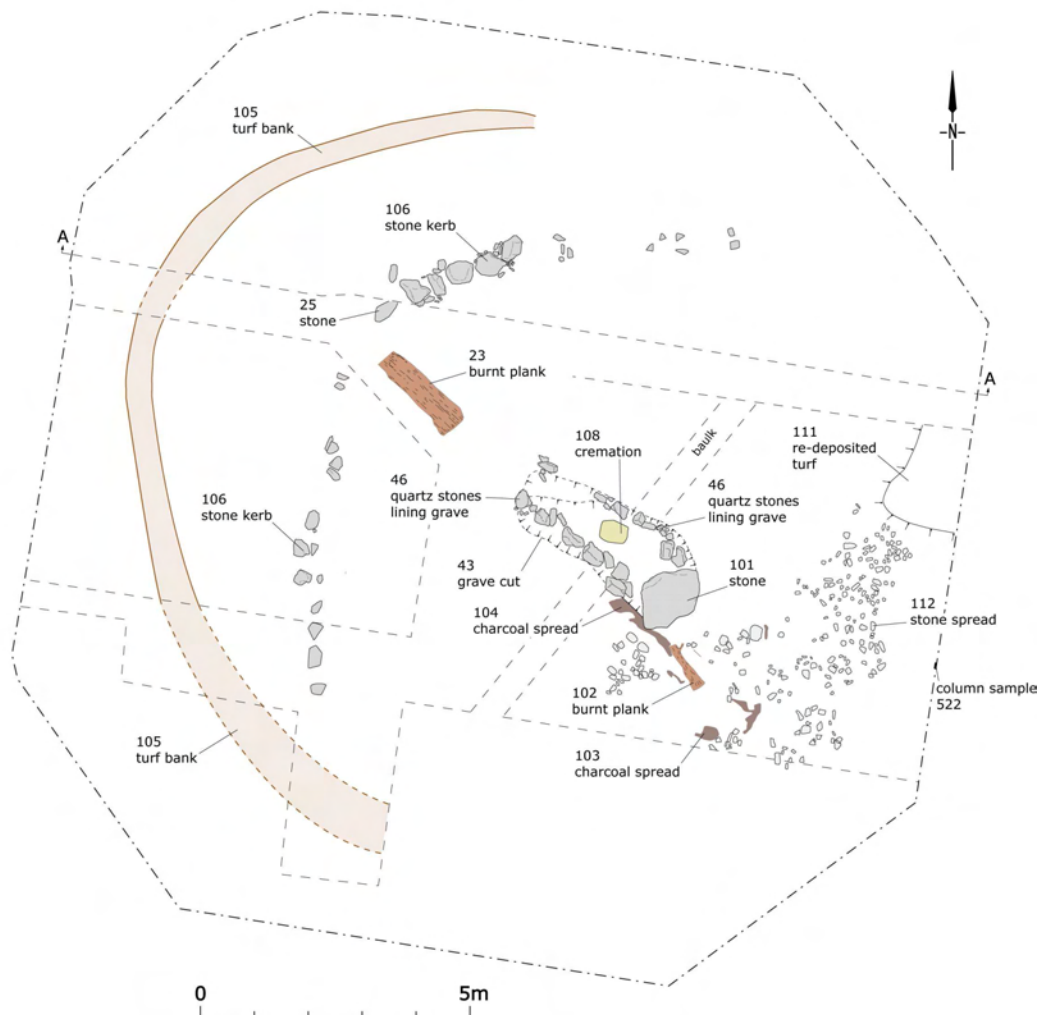 105
turf bank
-N-
106
stone kerb
A
25
stone
23
burnt plank
A
108
cremation
baulk
111
re-deposited
turf
46
quartz stones
lining grave
46
quartz stones
lining grave
106
stone kerb
43
grave cut
101
stone
104
charcoal spread
112
stone spread
102
burnt plank
column sample
522
105
turf bank
103
charcoal spread
0
5m